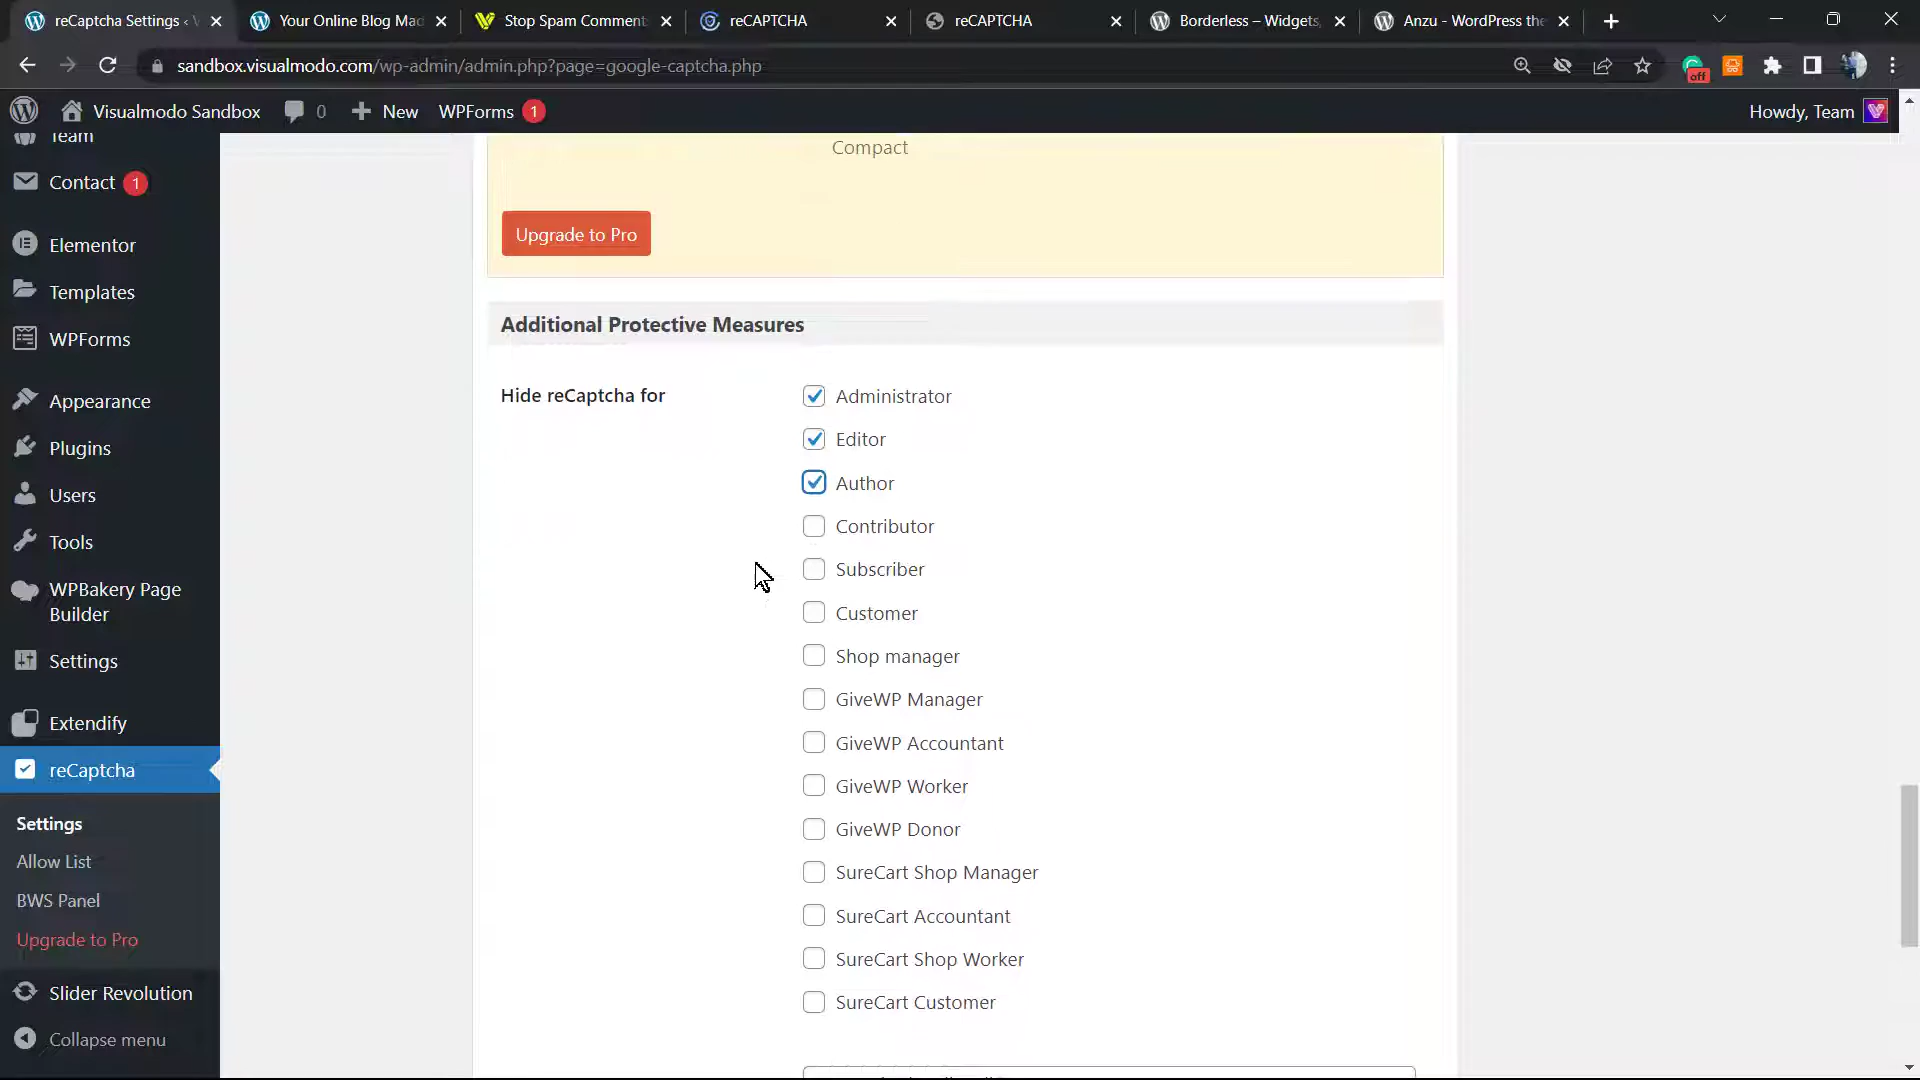 reCaptcha Settings ‹ V
Your Online Blog Mad
Stop Spam Comment
reCAPTCHA
reCAPTCHA
Borderless – Widgets,
Anzu - WordPress the
sandbox.visualmodo.com/wp-admin/admin.php?page=google-captcha.php
off
Visualmodo Sandbox
0
New
WPForms 1
Howdy, Team
Team
Contact 1
Elementor
Templates
WPForms
Appearance
Plugins
Users
Tools
WPBakery Page
Builder
Settings
Extendify
reCaptcha
Settings
Allow List
BWS Panel
Upgrade to Pro
Slider Revolution
Collapse menu
Compact
Upgrade to Pro
Additional Protective Measures
Hide reCaptcha for
Administrator
Editor
Author
Contributor
Subscriber
Customer
Shop manager
GiveWP Manager
GiveWP Accountant
GiveWP Worker
GiveWP Donor
SureCart Shop Manager
SureCart Accountant
SureCart Shop Worker
SureCart Customer